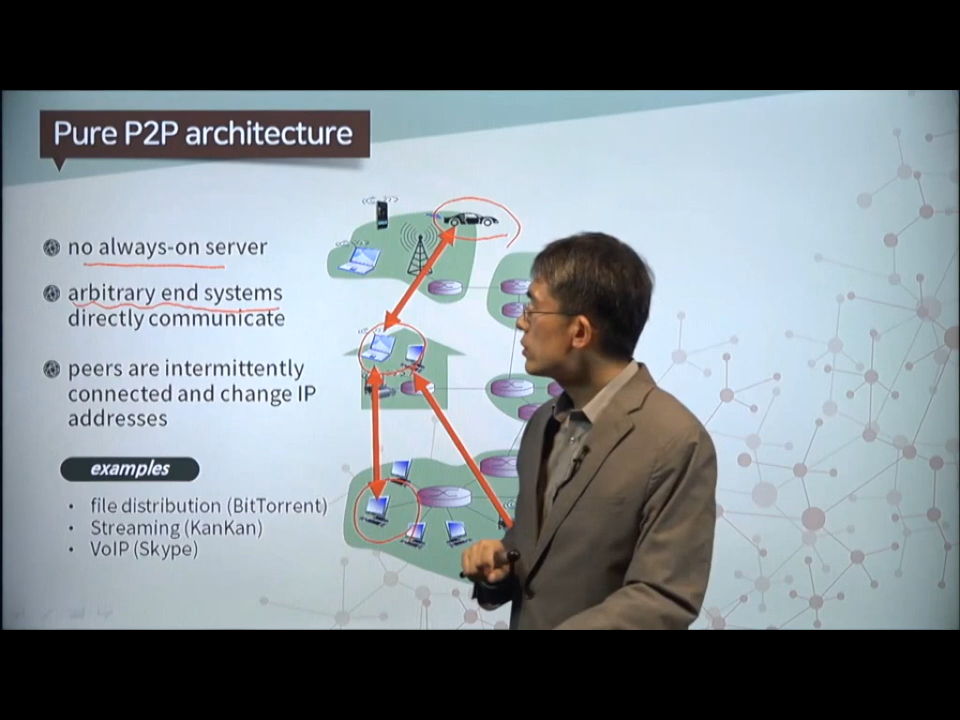 Pure P2P architecture
no always-on server
arbitrary end systems
directly communicate
peers are intermittently
connected and change IP
addresses
examples
• file distribution (BitTorrent)
• Streaming (KanKan)
• VoIP (Skype)